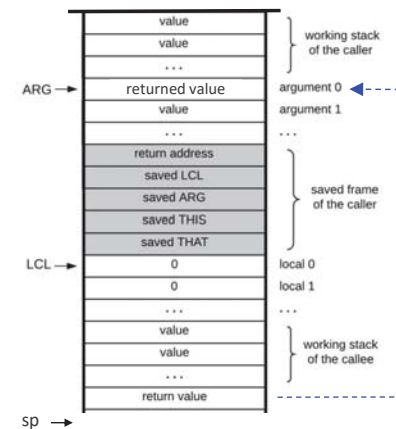 value
value
working stack
of the caller
...
ARG
returned value
argument 0
value
argument 1
...
...
return address
saved LCL
saved ARG
saved frame
of the caller
saved THIS
saved THAT
LCL
0
local 0
0
local 1
...
...
value
value
working stack
of the callee
...
return value
sp